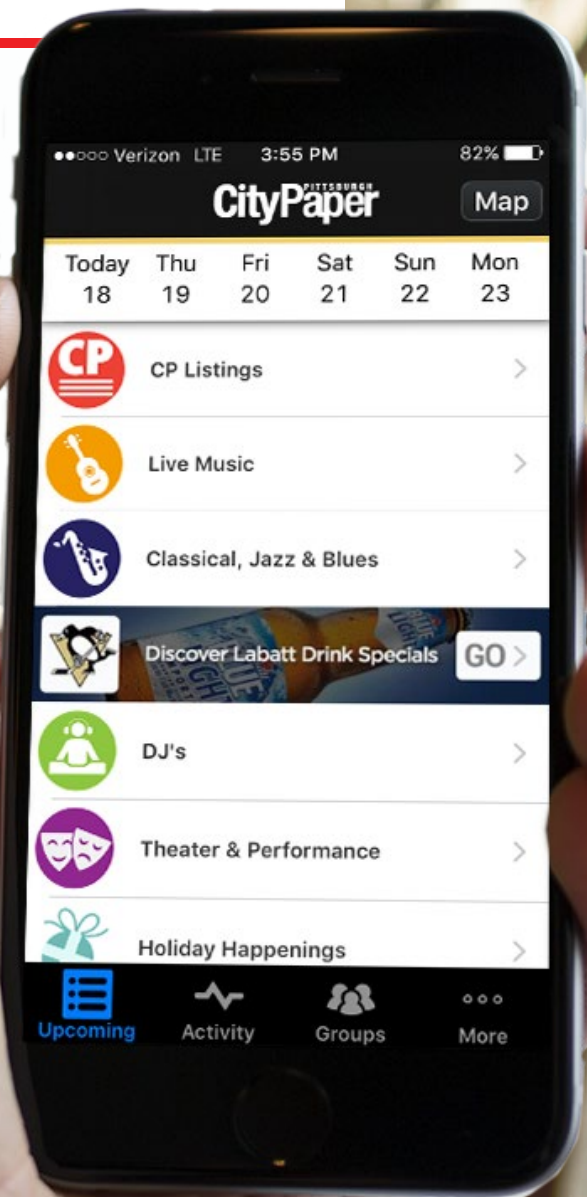 Verizon LTE 3:55 PM 82%
PITTSBURGH
CityPaper
Map
Today Thu Fri Sat Sun Mon
18 19 20 21 22 23
CP CP Listings
Live Music
Classical, Jazz & Blues
Discover Labatt Drink Specials GO
BLUE LIGHT
DJ's
Theater & Performance
Holiday Happenings
Upcoming Activity Groups More